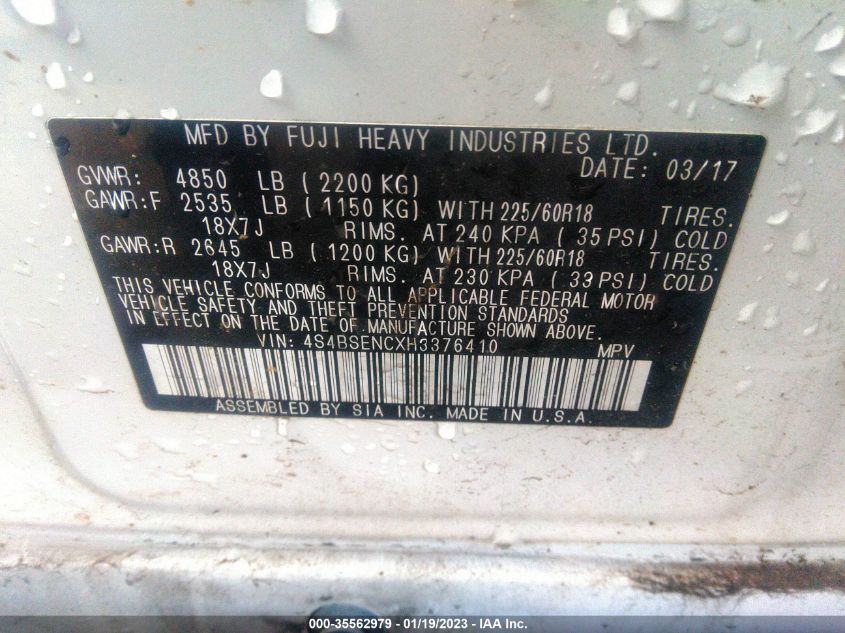 MFD BY FUJI HEAVY INDUSTRIES LTD.
DATE: 03/17
GVWR: 4850 LB (2200 KG)
GAWR:F 2535 LB (1150 KG) WITH 225/60R18 TIRES.
18X7J RIMS. AT 240 KPA (35 PSI) COLD
GAWR:R 2645 LB (1200 KG) WITH 225/60R18 TIRES.
18X7J RIMS. AT 230 KPA (33 PSI) COLD
THIS VEHICLE CONFORMS TO ALL APPLICABLE FEDERAL MOTOR
VEHICLE SAFETY AND THEFT PREVENTION STANDARDS
IN EFFECT ON THE DATE OF MANUFACTURE SHOWN ABOVE.
VIN: 4S4BSENCXH3376410 MPV
ASSEMBLED BY SIA INC. MADE IN U.S.A.
000-35562979 - 01/19/2023 - IAA Inc.